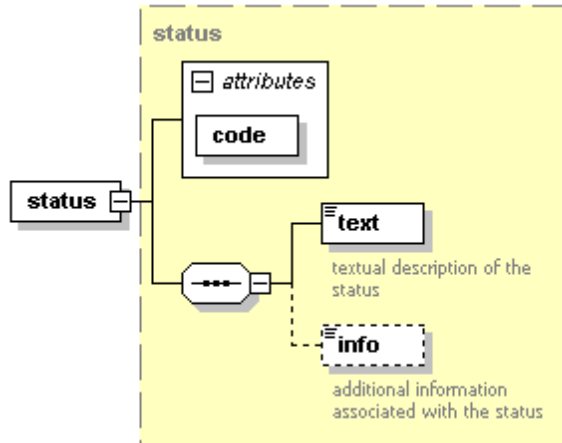 status
attributes
code
status
text
textual description of the
status
info
additional information
associated with the status